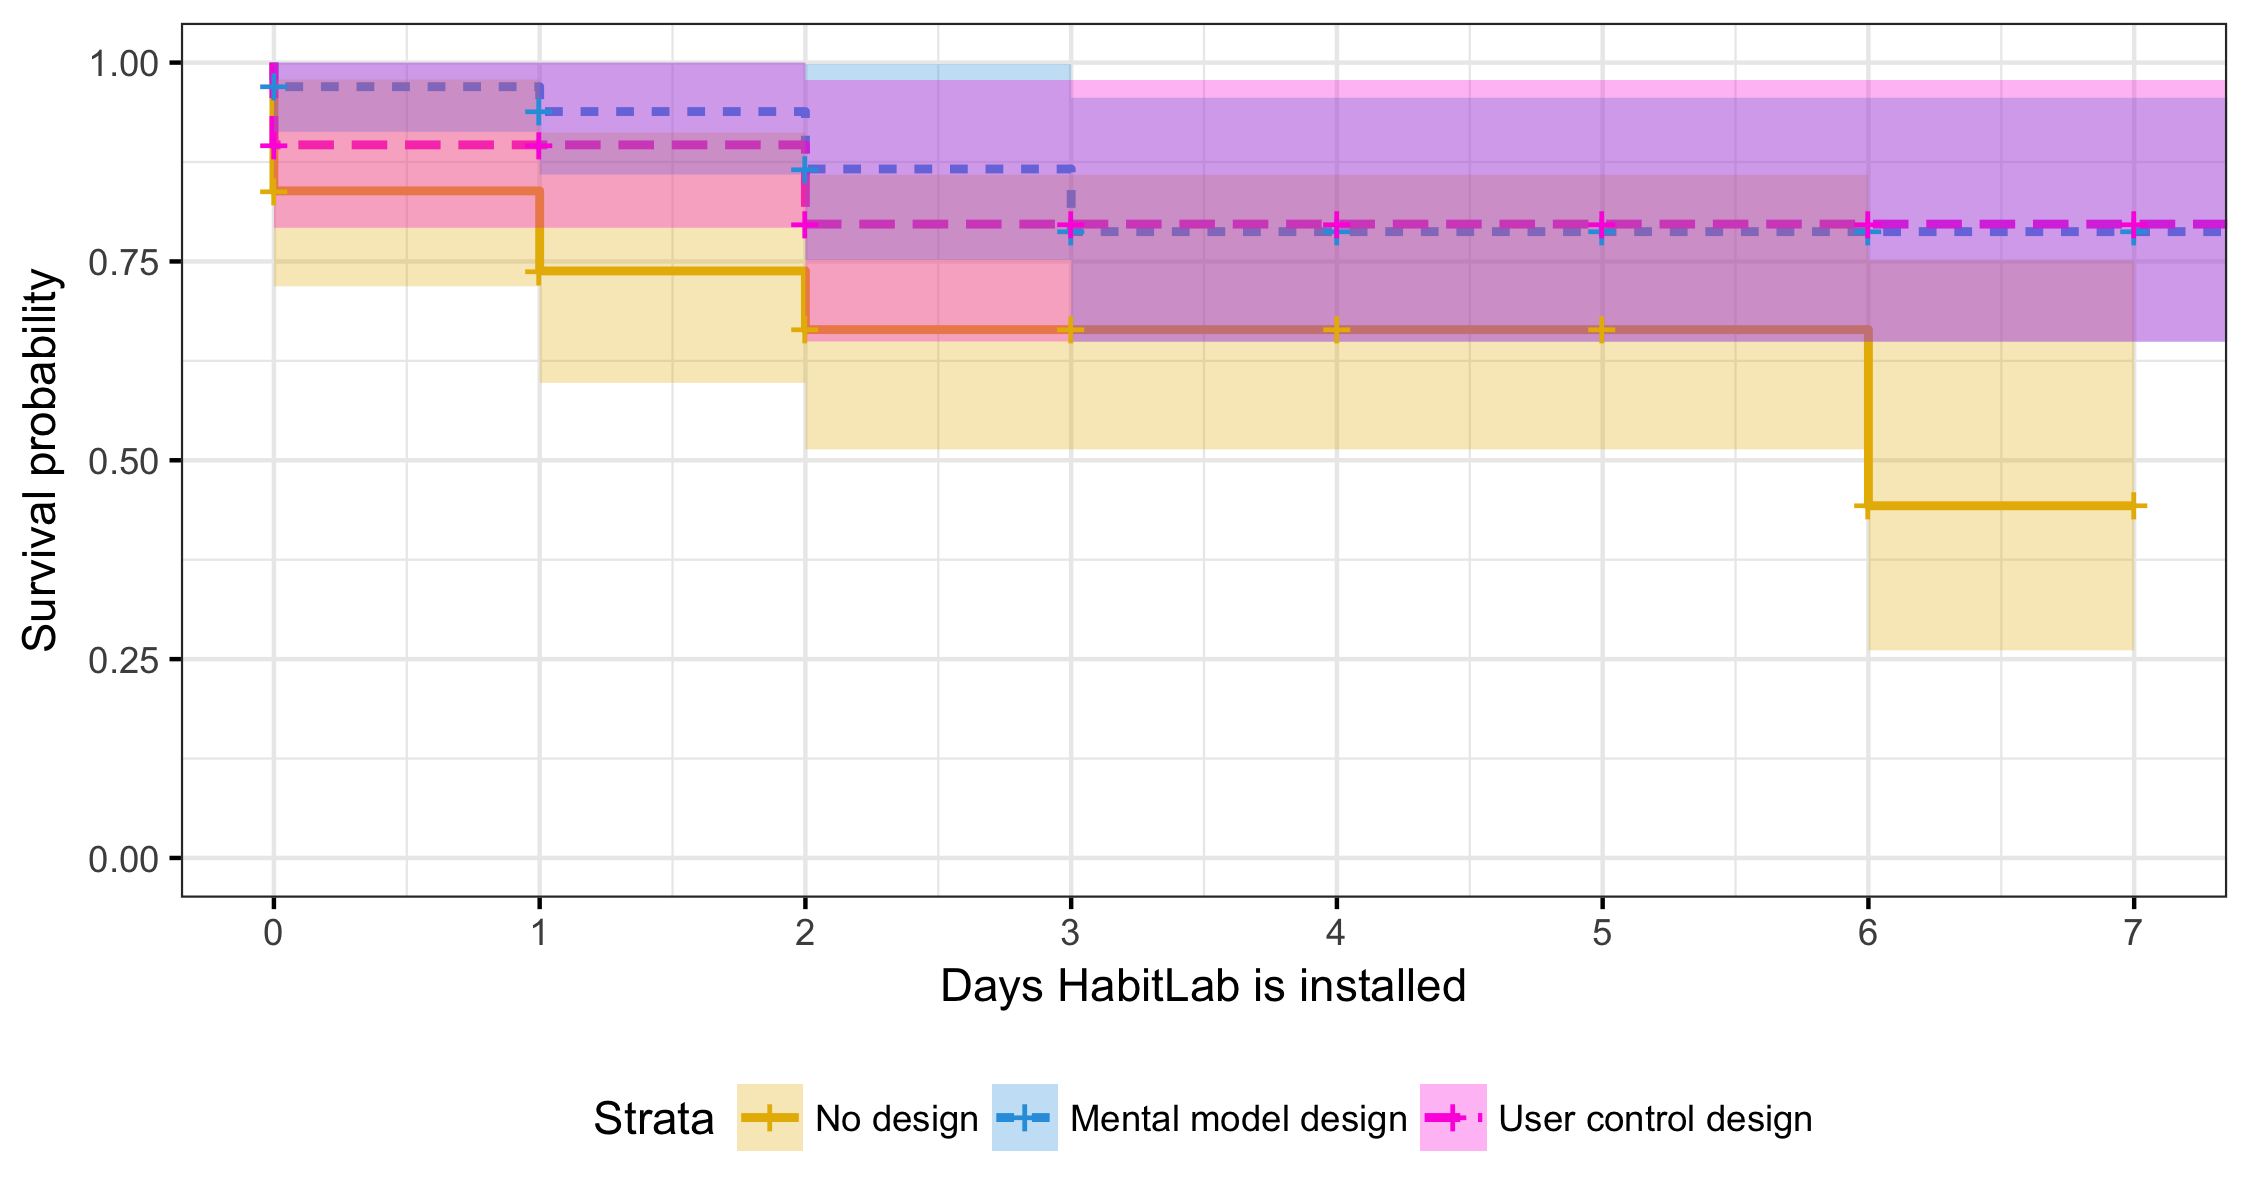 Survival probability
1.00
0.75
0.50
0.25
0.00
0 1 2 3 4 5 6 7
Days HabitLab is installed
Strata No design Mental model design User control design